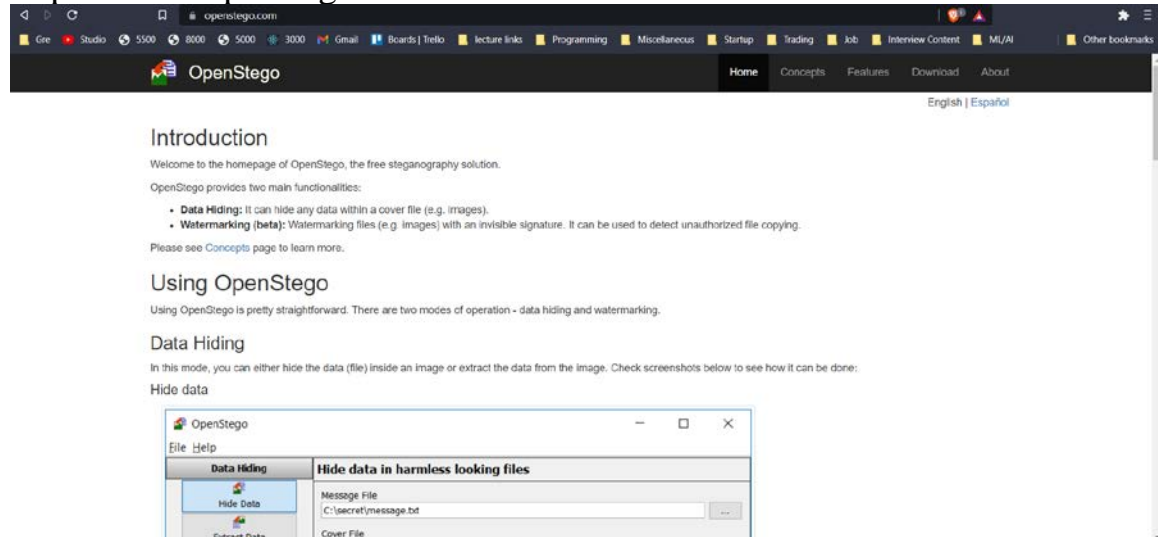 openstego.com
Gre Studio 5500 8000 5000 3000 Gmail Boards | Trello lecture links Programming Miscellanecus Startup Trading Job Interview Content ML/AI Other bookmarks
OpenStego Home Concepts Features Download About
English | Español
Introduction
Welcome to the homepage of OpenStego, the free steganography solution.
OpenStego provides two main functionalities:
• Data Hiding: It can hide any data within a cover file (e.g. images).
• Watermarking (beta): Watermarking files (e.g. images) with an invisible signature. It can be used to detect unauthorized file copying.
Please see Concepts page to learn more.
Using OpenStego
Using OpenStego is pretty straightforward. There are two modes of operation - data hiding and watermarking.
Data Hiding
In this mode, you can either hide the data (file) inside an image or extract the data from the image. Check screenshots below to see how it can be done:
Hide data
OpenStego
File Help
Data Hiding Hide data in harmless looking files
Hide Data Message File
C:\secret\message.txt ...
Extract Data Cover File